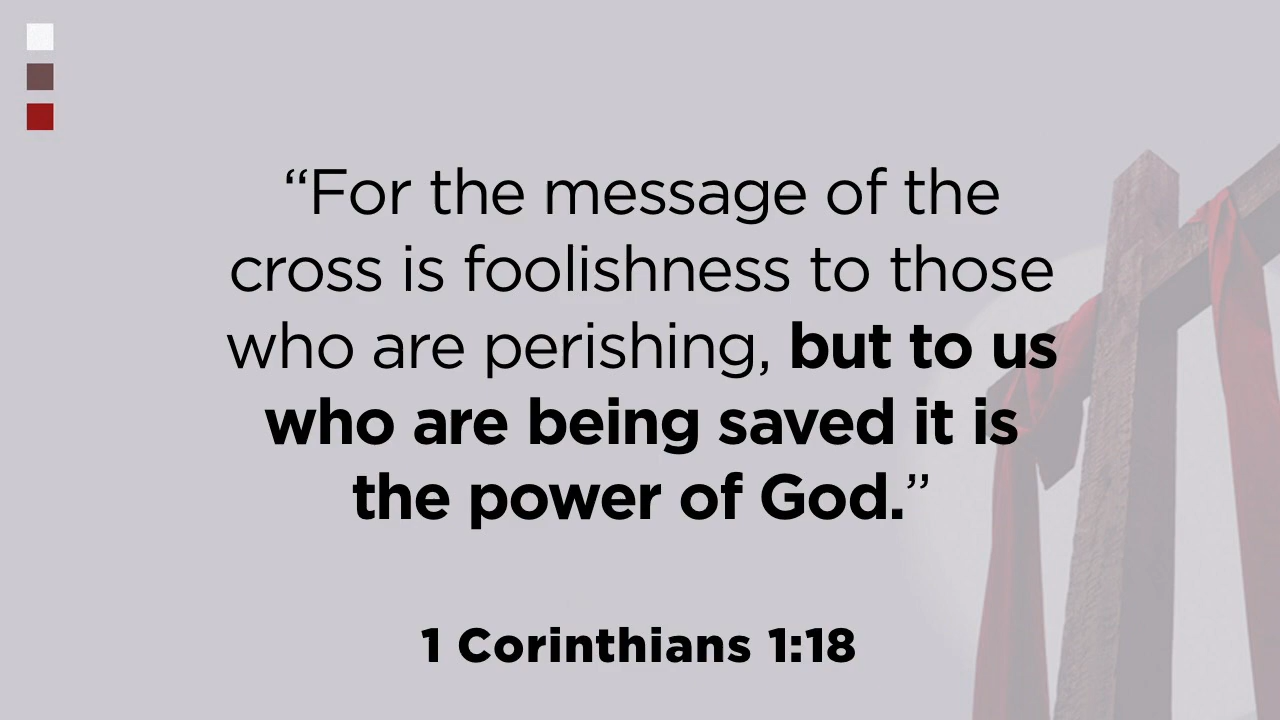 “For the message of the
cross is foolishness to those
who are perishing, but to us
who are being saved it is
the power of God.”
1 Corinthians 1:18